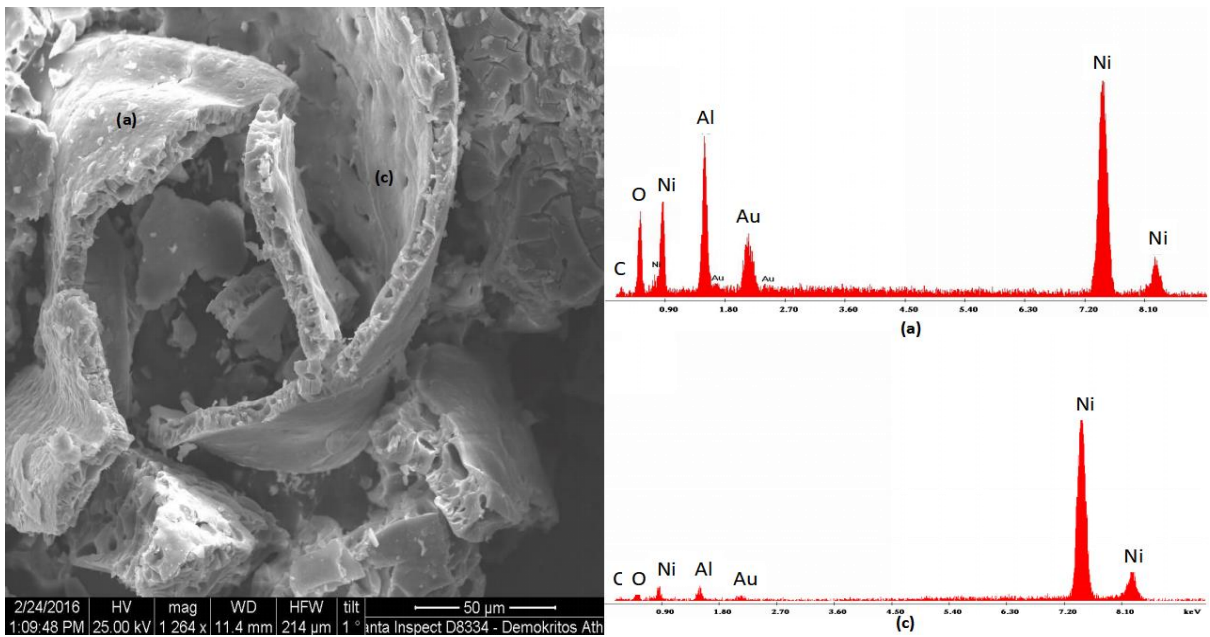 (a)
(c)
2/24/2016 HV mag WD HFW tilt 50 µm
1:09:48 PM 25.00 kV 1 264 x 11.4 mm 214 µm 1 ° anta Inspect D8334 - Demokritos Ath
Ni
Al
O Ni
Au
Ni
C Ni Au Au
0.90 1.80 2.70 3.60 4.50 5.40 6.30 7.20 8.10
(a)
Ni
Ni
C O Ni Al Au
0.90 1.80 2.70 3.60 4.50 5.40 6.30 7.20 8.10 keV
(c)